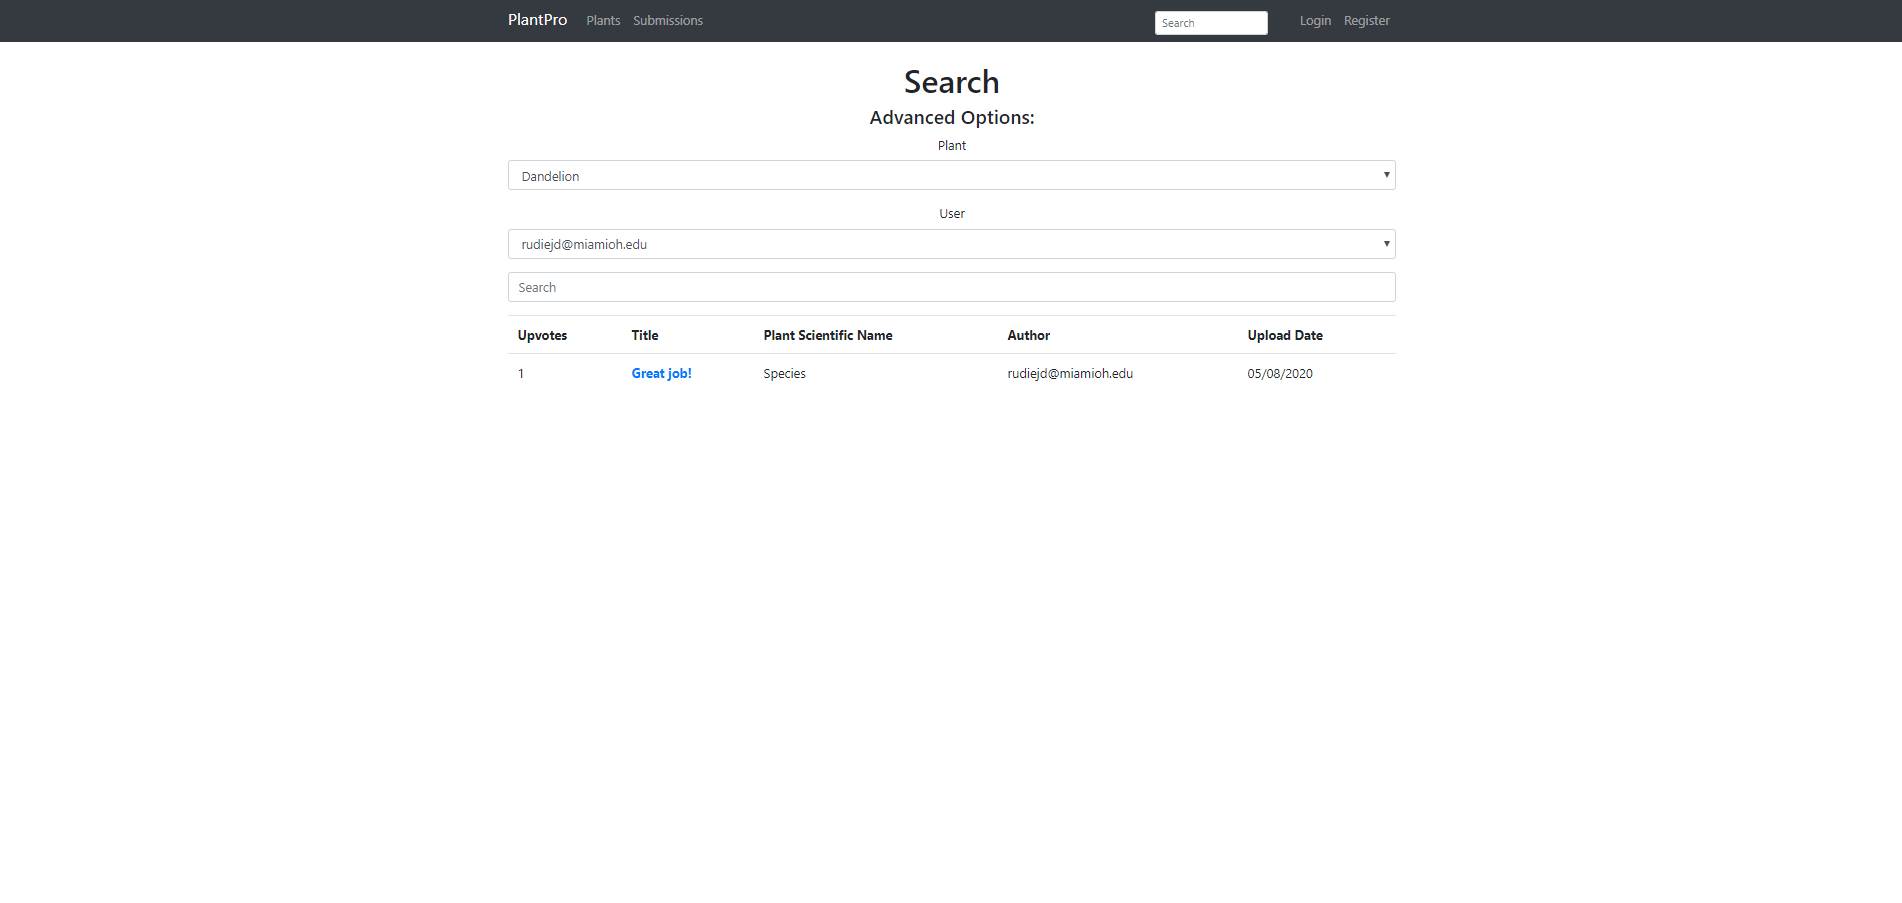 PlantPro Plants Submissions Search Login Register
Search
Advanced Options:
Plant
Dandelion
User
rudiejd@miamioh.edu
Search
Upvotes Title Plant Scientific Name Author Upload Date
1 Great job! Species rudiejd@miamioh.edu 05/08/2020